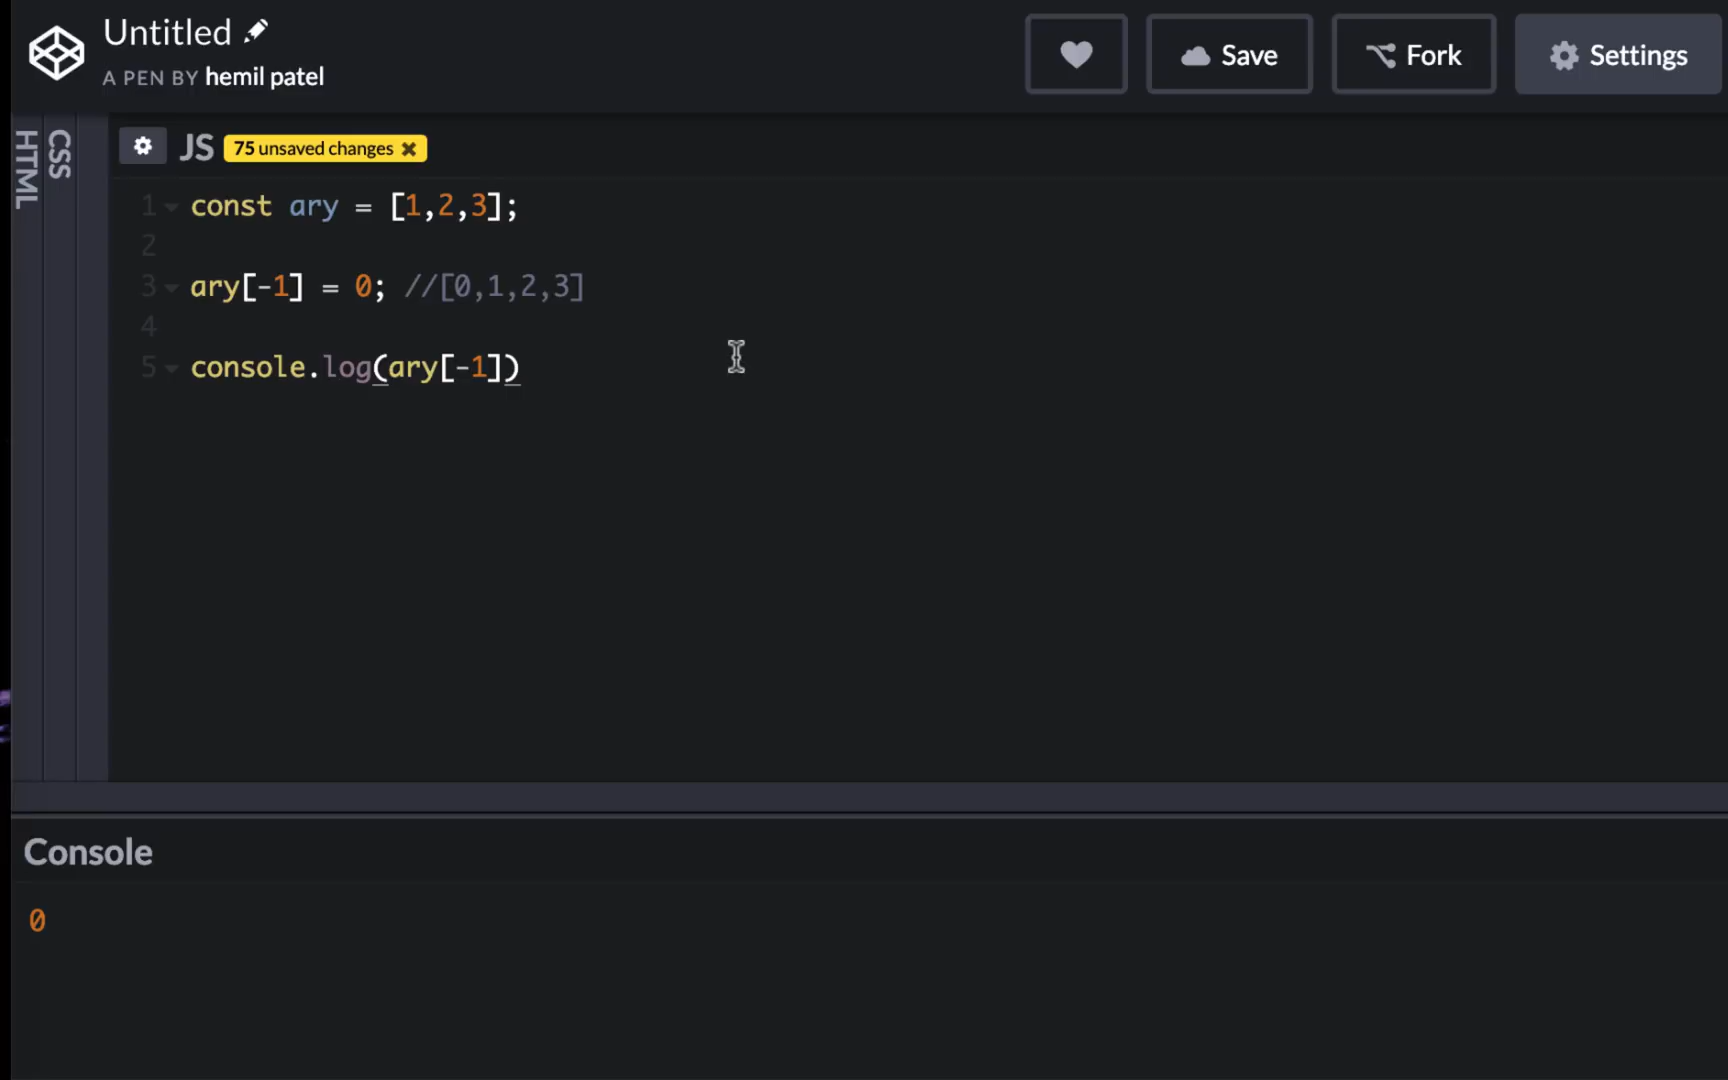 Untitled
A PEN BY hemil patel
Save
Fork
Settings
HTML
CSS
JS 75 unsaved changes ×
1 const ary = [1,2,3];
2
3 ary[-1] = 0; //[0,1,2,3]
4
5 console.log(ary[-1])
Console
0